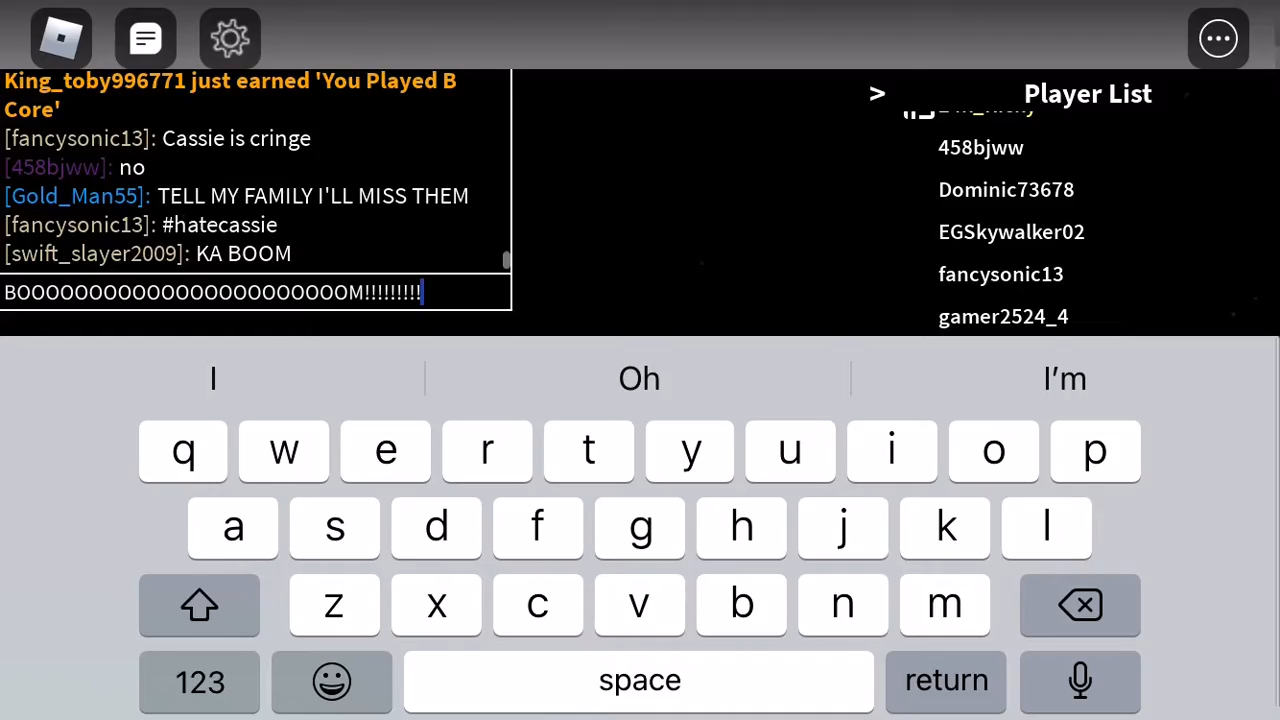 King_toby996771 just earned 'You Played B
Core'
[fancysonic13]: Cassie is cringe
[458bjww]: no
[Gold_Man55]: TELL MY FAMILY I'LL MISS THEM
[fancysonic13]: #hatecassie
[swift_slayer2009]: KA BOOM
BOOOOOOOOOOOOOOOOOOOOOOOM!!!!!!!!!
> Player List
458bjww
Dominic73678
EGSkywalker02
fancysonic13
gamer2524_4
I Oh I’m
q w e r t y u i o p
a s d f g h j k l
z x c v b n m
123 space return